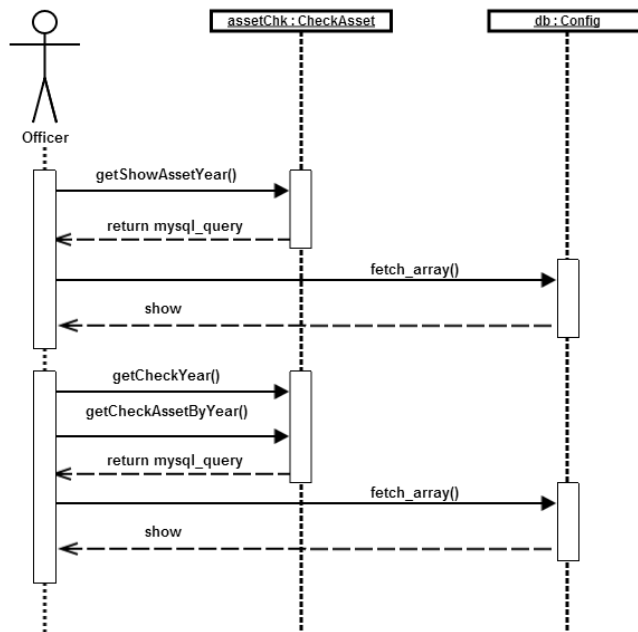 assetChk : CheckAsset
db : Config
Officer
getShowAssetYear()
return mysql_query
fetch_array()
show
getCheckYear()
getCheckAssetByYear()
return mysql_query
fetch_array()
show